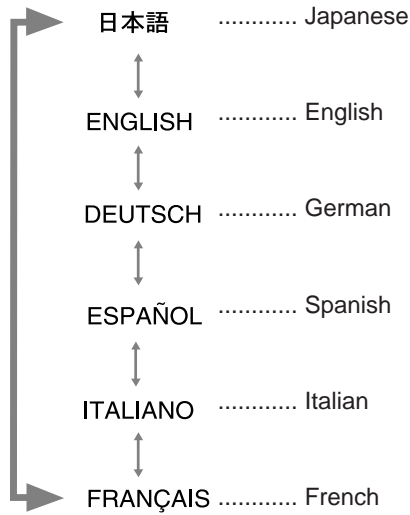 日本語 ............ Japanese
ENGLISH ............ English
DEUTSCH ............ German
ESPAÑOL ............ Spanish
ITALIANO ............ Italian
FRANÇAIS ............ French